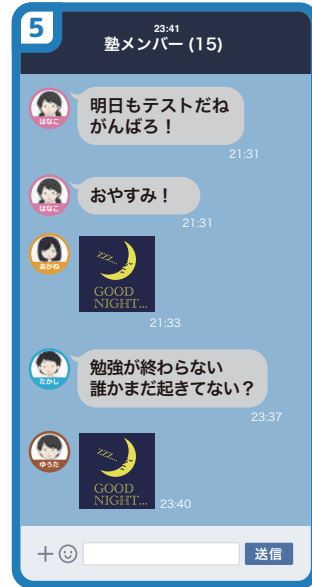 5
23:41
塾メンバー (15)
明日もテストだね
がんばろ！
はなこ
21:31
おやすみ！
はなこ
21:31
あかね
zzz...
GOOD
NIGHT...
21:33
勉強が終わらない
誰かまだ起きてない？
たかし
23:37
ゆうた
zzz...
GOOD
NIGHT...
23:40
送信